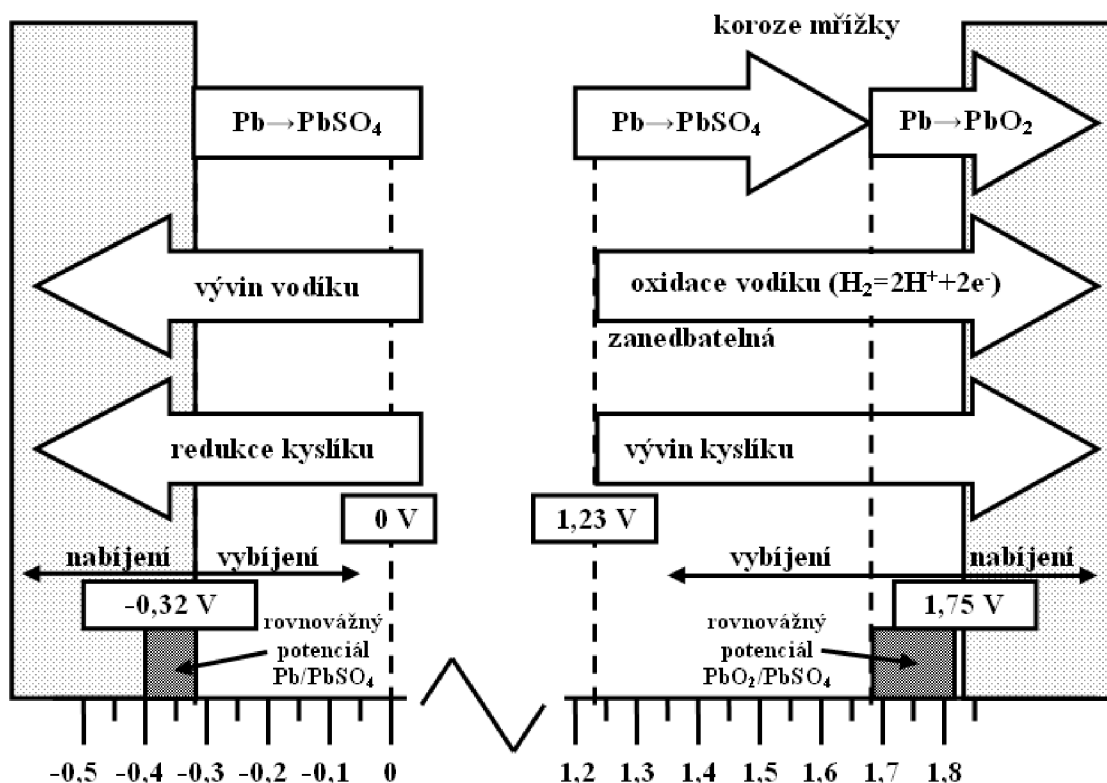 koroze mřížky
Pb→PbSO₄
Pb→PbSO₄
Pb→PbO₂
vývin vodíku
oxidace vodíku (H₂=2H⁺+2e⁻)
zanedbatelná
redukce kyslíku
vývin kyslíku
0 V
1,23 V
nabíjení
vybíjení
vybíjení
nabíjení
-0,32 V
1,75 V
rovnovážný
potenciál
Pb/PbSO₄
rovnovážný
potenciál
PbO₂/PbSO₄
-0,5 -0,4 -0,3 -0,2 -0,1 0 1,2 1,3 1,4 1,5 1,6 1,7 1,8